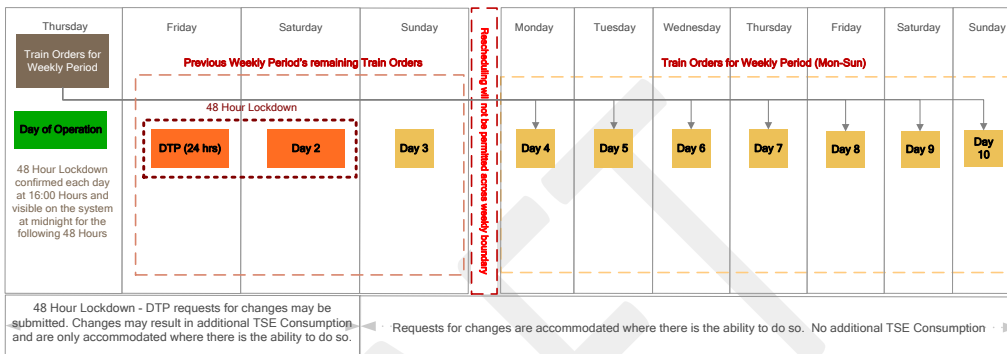 Thursday
Friday
Saturday
Sunday
Monday
Tuesday
Wednesday
Thursday
Friday
Saturday
Sunday
Train Orders for
Weekly Period
Previous Weekly Period's remaining Train Orders
Rescheduling will not be permitted across weekly boundary
Train Orders for Weekly Period (Mon-Sun)
48 Hour Lockdown
Day of Operation
DTP (24 hrs)
Day 2
Day 3
Day 4
Day 5
Day 6
Day 7
Day 8
Day 9
Day
10
48 Hour Lockdown
confirmed each day
at 16:00 Hours and
visible on the system
at midnight for the
following 48 Hours
48 Hour Lockdown - DTP requests for changes may be
submitted. Changes may result in additional TSE Consumption
and are only accommodated where there is the ability to do so.
Requests for changes are accommodated where there is the ability to do so. No additional TSE Consumption